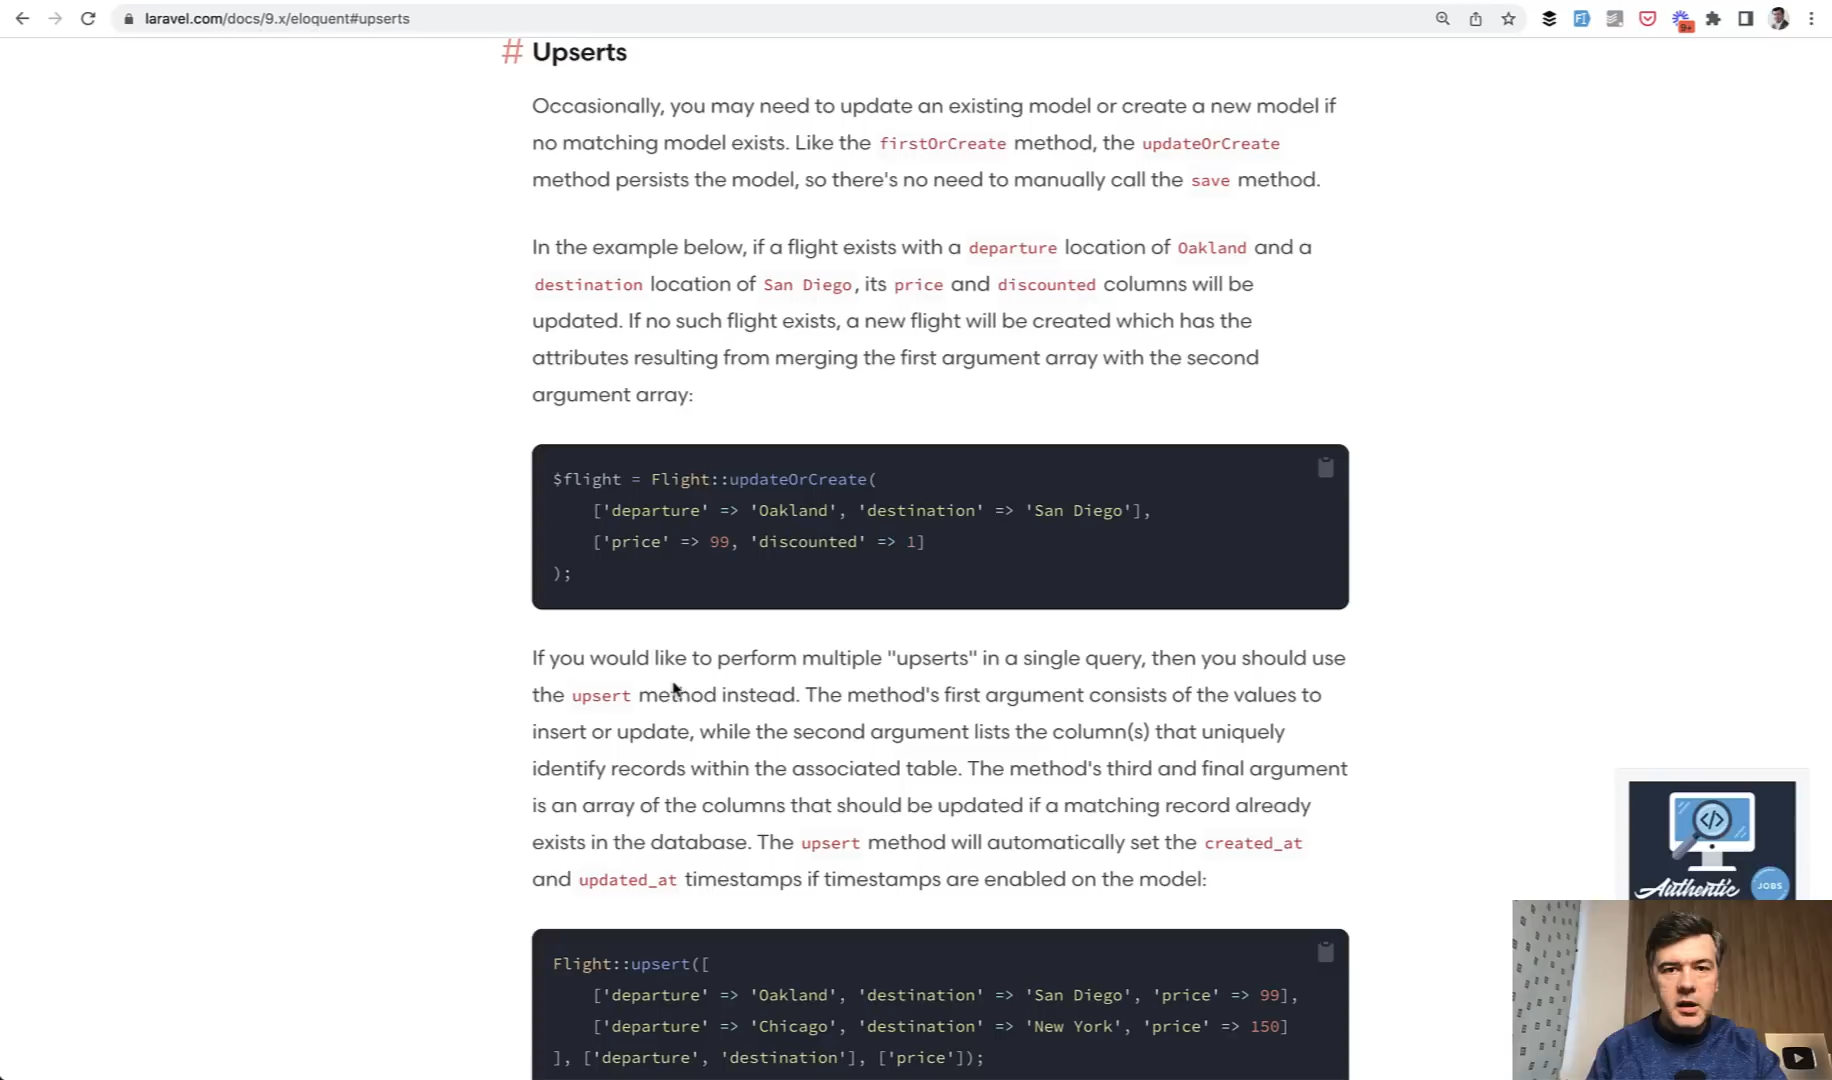 laravel.com/docs/9.x/eloquent#upserts
9+
# Upserts
Occasionally, you may need to update an existing model or create a new model if
no matching model exists. Like the firstOrCreate method, the updateOrCreate
method persists the model, so there's no need to manually call the save method.
In the example below, if a flight exists with a departure location of Oakland and a
destination location of San Diego, its price and discounted columns will be
updated. If no such flight exists, a new flight will be created which has the
attributes resulting from merging the first argument array with the second
argument array:
$flight = Flight::updateOrCreate(
['departure' => 'Oakland', 'destination' => 'San Diego'],
['price' => 99, 'discounted' => 1]
);
If you would like to perform multiple "upserts" in a single query, then you should use
the upsert method instead. The method's first argument consists of the values to
insert or update, while the second argument lists the column(s) that uniquely
identify records within the associated table. The method's third and final argument
is an array of the columns that should be updated if a matching record already
exists in the database. The upsert method will automatically set the created_at
and updated_at timestamps if timestamps are enabled on the model:
Flight::upsert([
['departure' => 'Oakland', 'destination' => 'San Diego', 'price' => 99],
['departure' => 'Chicago', 'destination' => 'New York', 'price' => 150]
], ['departure', 'destination'], ['price']);
</> 
Authentic JOBS